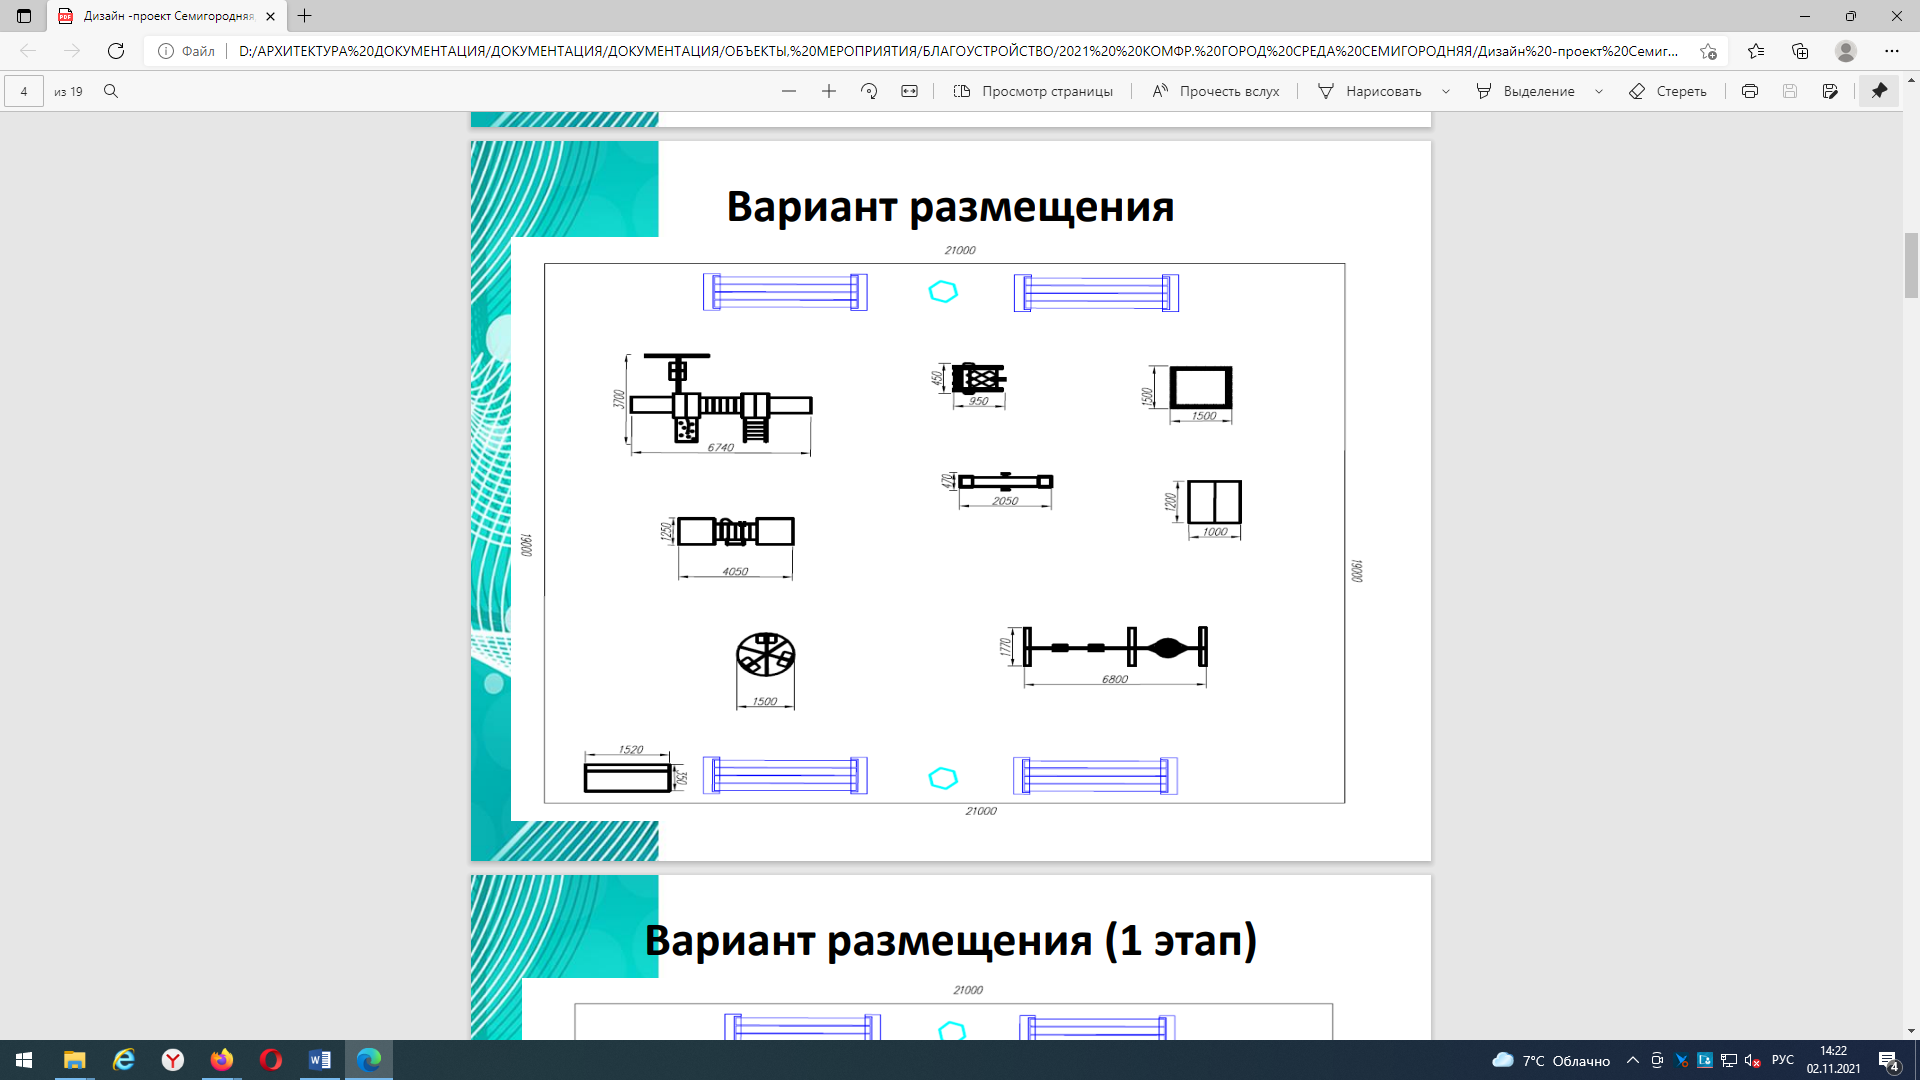 Дизайн -проект Семигородняя,
Файл
D:/АРХИТЕКТУРА%20ДОКУМЕНТАЦИЯ/ДОКУМЕНТАЦИЯ/ДОКУМЕНТАЦИЯ/ОБЪЕКТЫ,%20МЕРОПРИЯТИЯ/БЛАГОУСТРОЙСТВО/2021%20%20КОМФР.%20ГОРОД%20СРЕДА%20СЕМИГОРОДНЯЯ/Дизайн%20-проект%20Семиг...
4 из 19
Просмотр страницы
Прочесть вслух
Нарисовать
Выделение
Стереть
Вариант размещения
21000
3700
6740
450
950
1500
1500
470
2050
1200
1000
1250
4050
19000
19000
1500
1770
6800
1520
350
21000
Вариант размещения (1 этап)
21000
7°C Облачно
РУС
14:22
02.11.2021
4